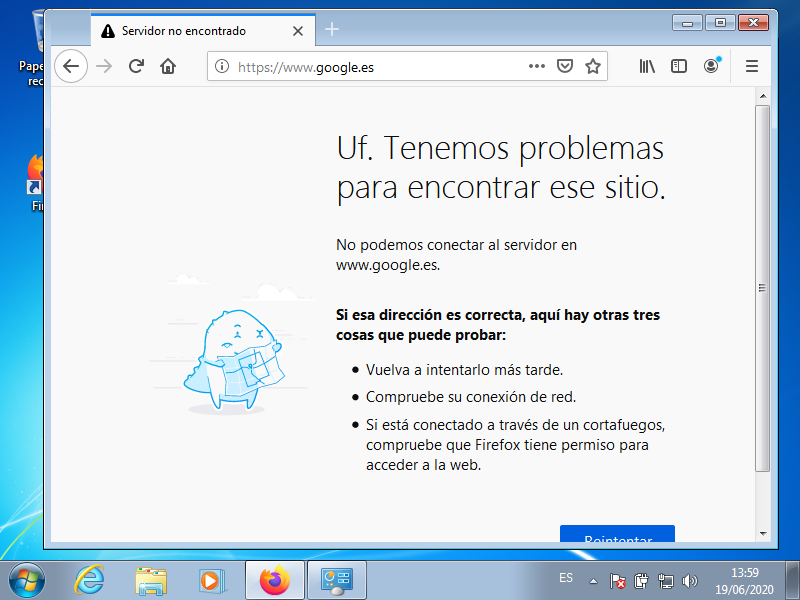 Servidor no encontrado
https://www.google.es
Uf. Tenemos problemas
para encontrar ese sitio.
No podemos conectar al servidor en
www.google.es.
Si esa dirección es correcta, aquí hay otras tres
cosas que puede probar:
Vuelva a intentarlo más tarde.
Compruebe su conexión de red.
Si está conectado a través de un cortafuegos,
compruebe que Firefox tiene permiso para
acceder a la web.
Reintentar
Pape
rec
Fir
ES
13:59
19/06/2020